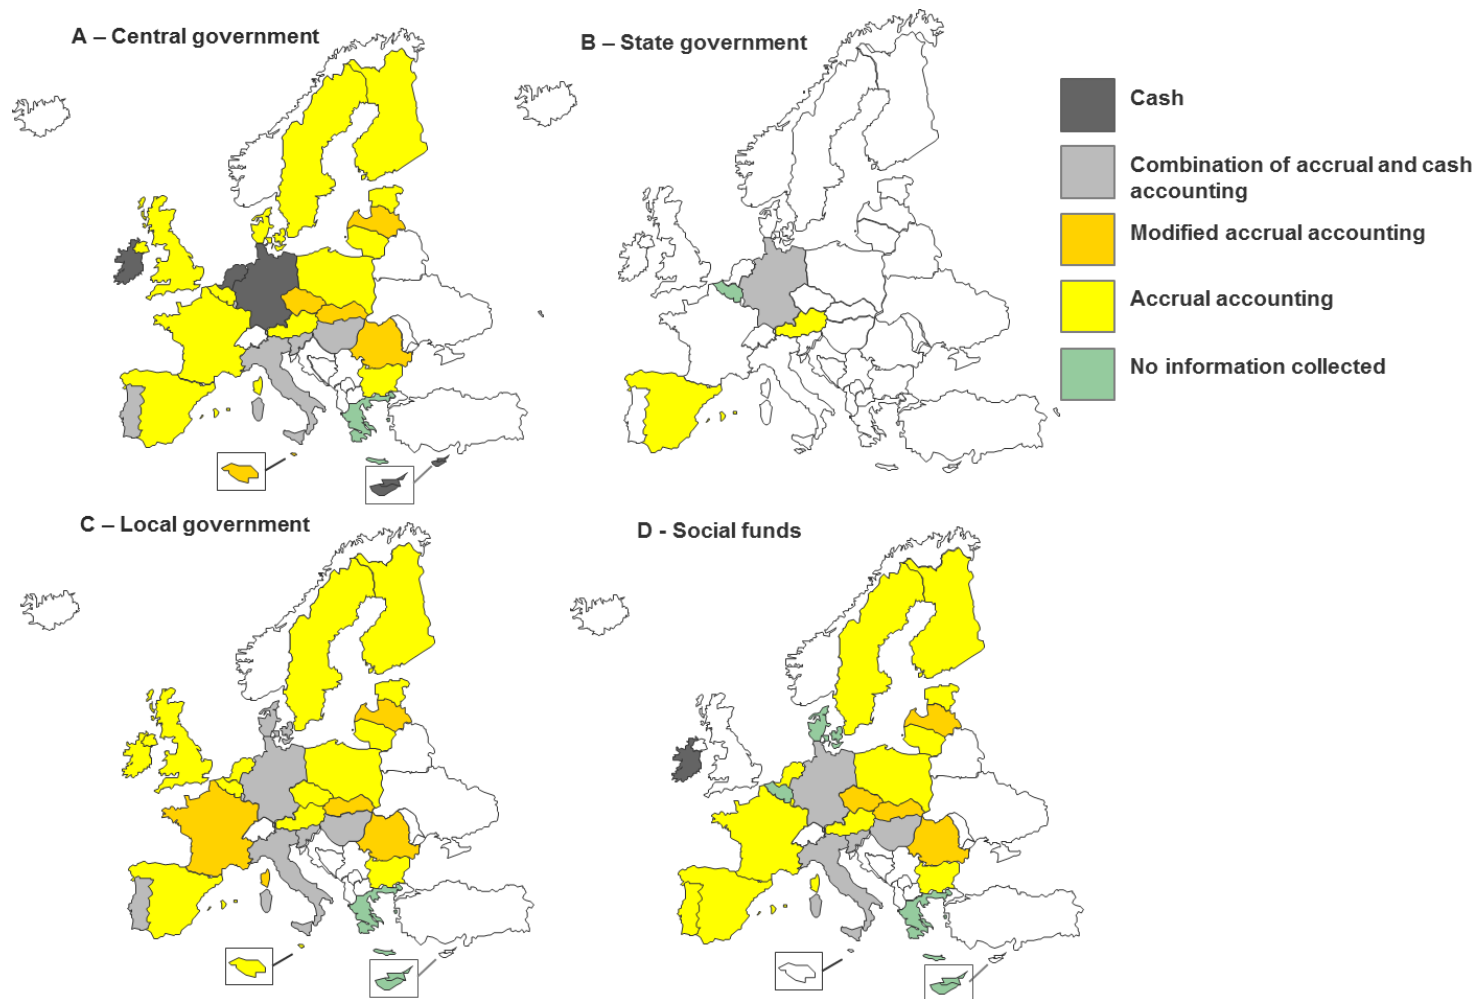 A – Central government
B – State government
Cash
Combination of accrual and cash
accounting
Modified accrual accounting
Accrual accounting
No information collected
C – Local government
D - Social funds